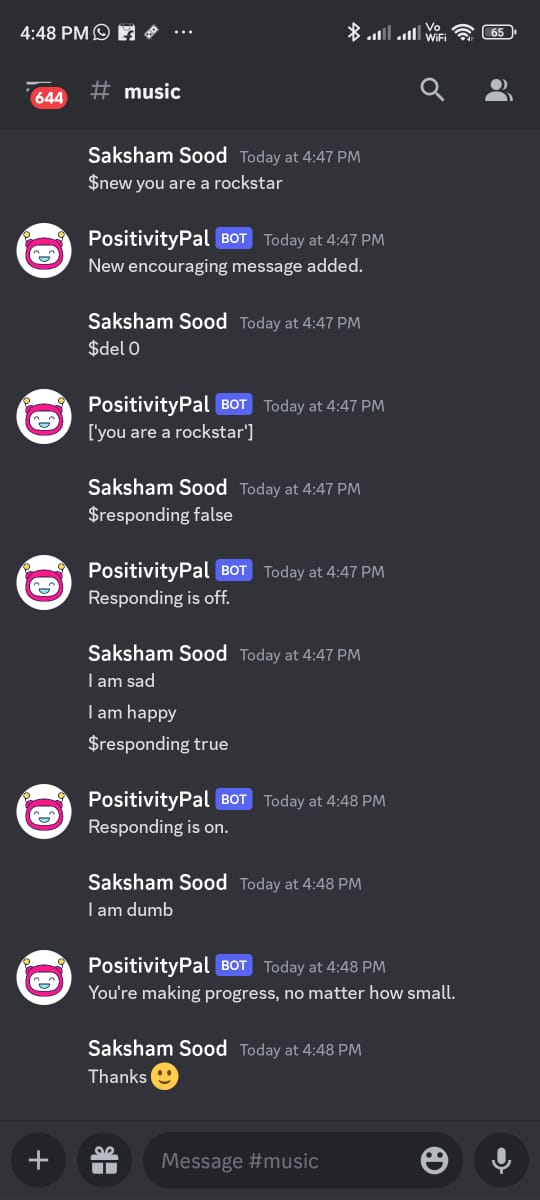 4:48 PM
Vo
WiFi
65
644
# music
Saksham Sood Today at 4:47 PM
$new you are a rockstar
PositivityPal BOT Today at 4:47 PM
New encouraging message added.
Saksham Sood Today at 4:47 PM
$del 0
PositivityPal BOT Today at 4:47 PM
['you are a rockstar']
Saksham Sood Today at 4:47 PM
$responding false
PositivityPal BOT Today at 4:47 PM
Responding is off.
Saksham Sood Today at 4:47 PM
I am sad
I am happy
$responding true
PositivityPal BOT Today at 4:48 PM
Responding is on.
Saksham Sood Today at 4:48 PM
I am dumb
PositivityPal BOT Today at 4:48 PM
You're making progress, no matter how small.
Saksham Sood Today at 4:48 PM
Thanks 🙂
Message #music